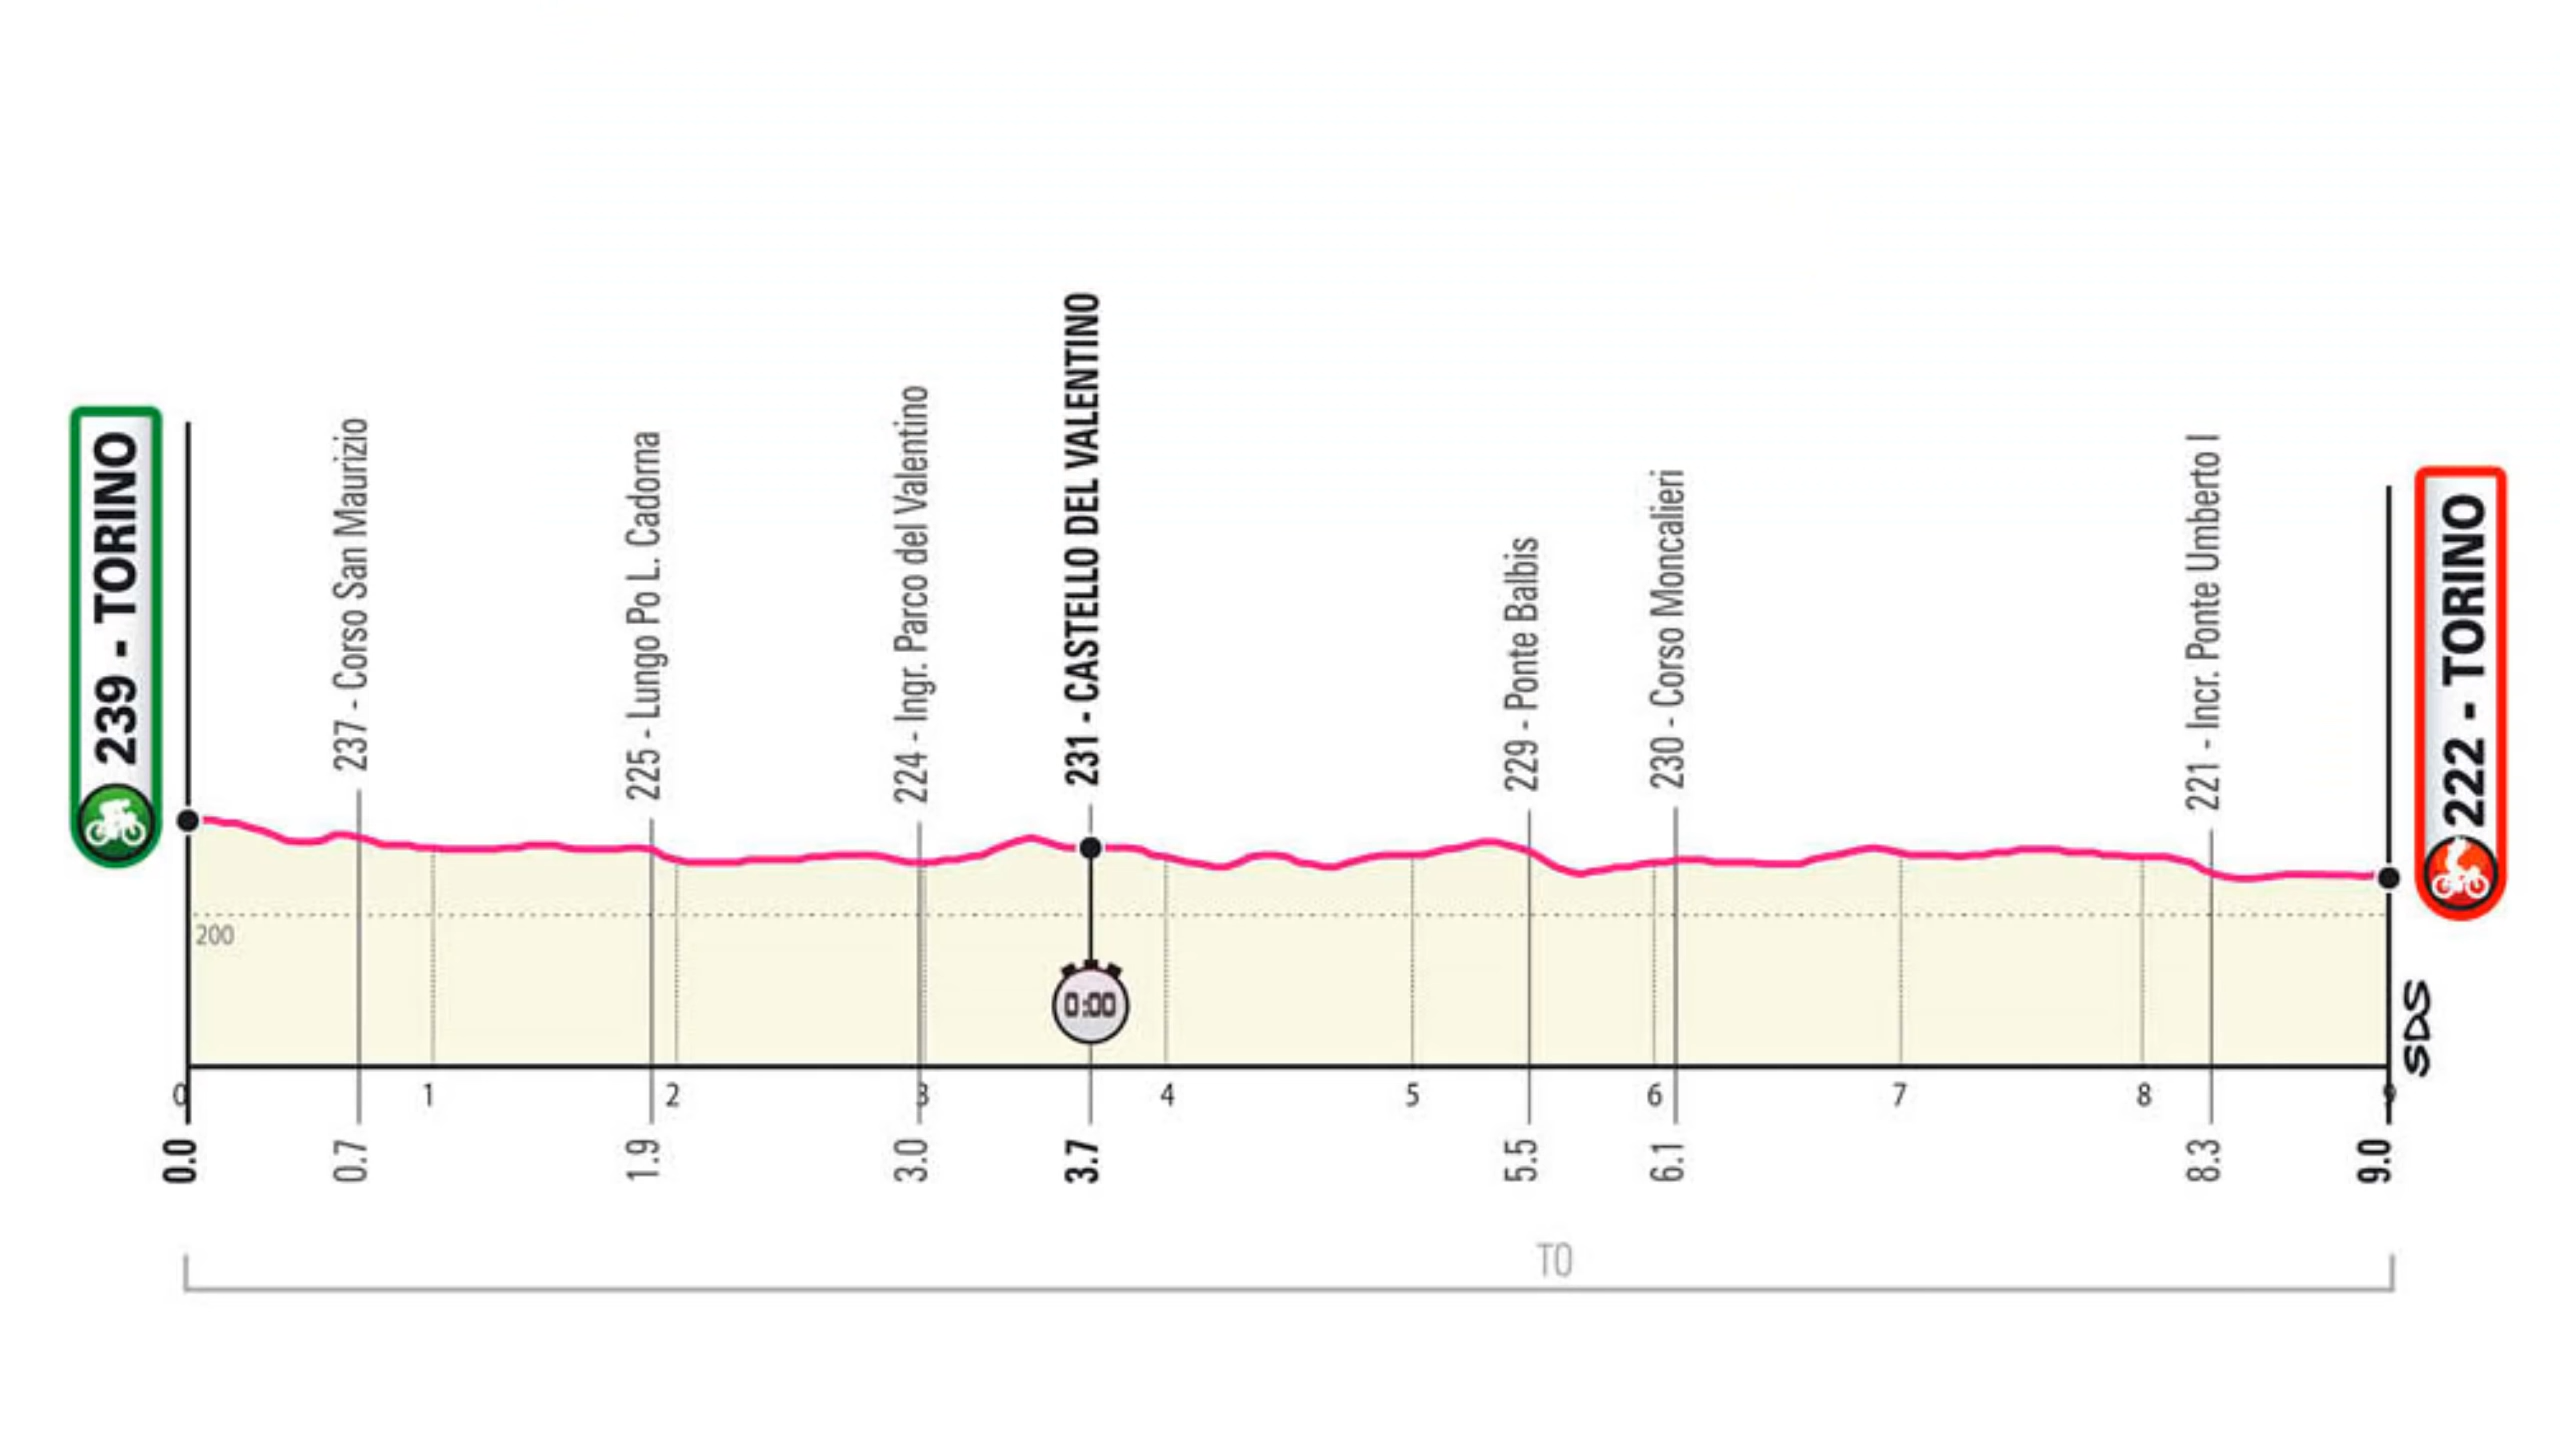 239 - TORINO
237 - Corso San Maurizio
225 - Lungo Po L. Cadorna
224 - Ingr. Parco del Valentino
231 - CASTELLO DEL VALENTINO
229 - Ponte Balbis
230 - Corso Moncalieri
221 - Incr. Ponte Umberto I
222 - TORINO
200
0:00
SDS
0 1 2 3 4 5 6 7 8 9
0.0 0.7 1.9 3.0 3.7 5.5 6.1 8.3 9.0
TO